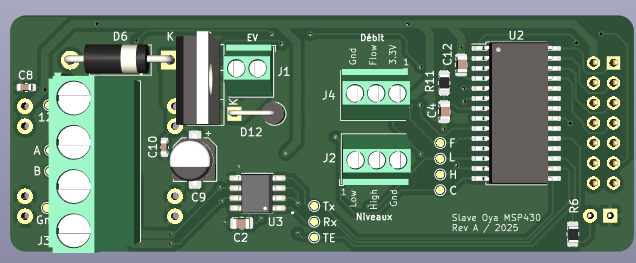 D6
K
EV
Débit
U2
Gnd
Flow
3.3V
1
C12
J1
C8
R11
J4
K
C4
12
D12
+
A
C10
J2
F
L
B
H
C
C9
1
Low
High
Gnd
Tx
U3
Rx
Niveaux
Gn
C2
TE
J3
Slave Oya MSP430
Rev A / 2025
R6